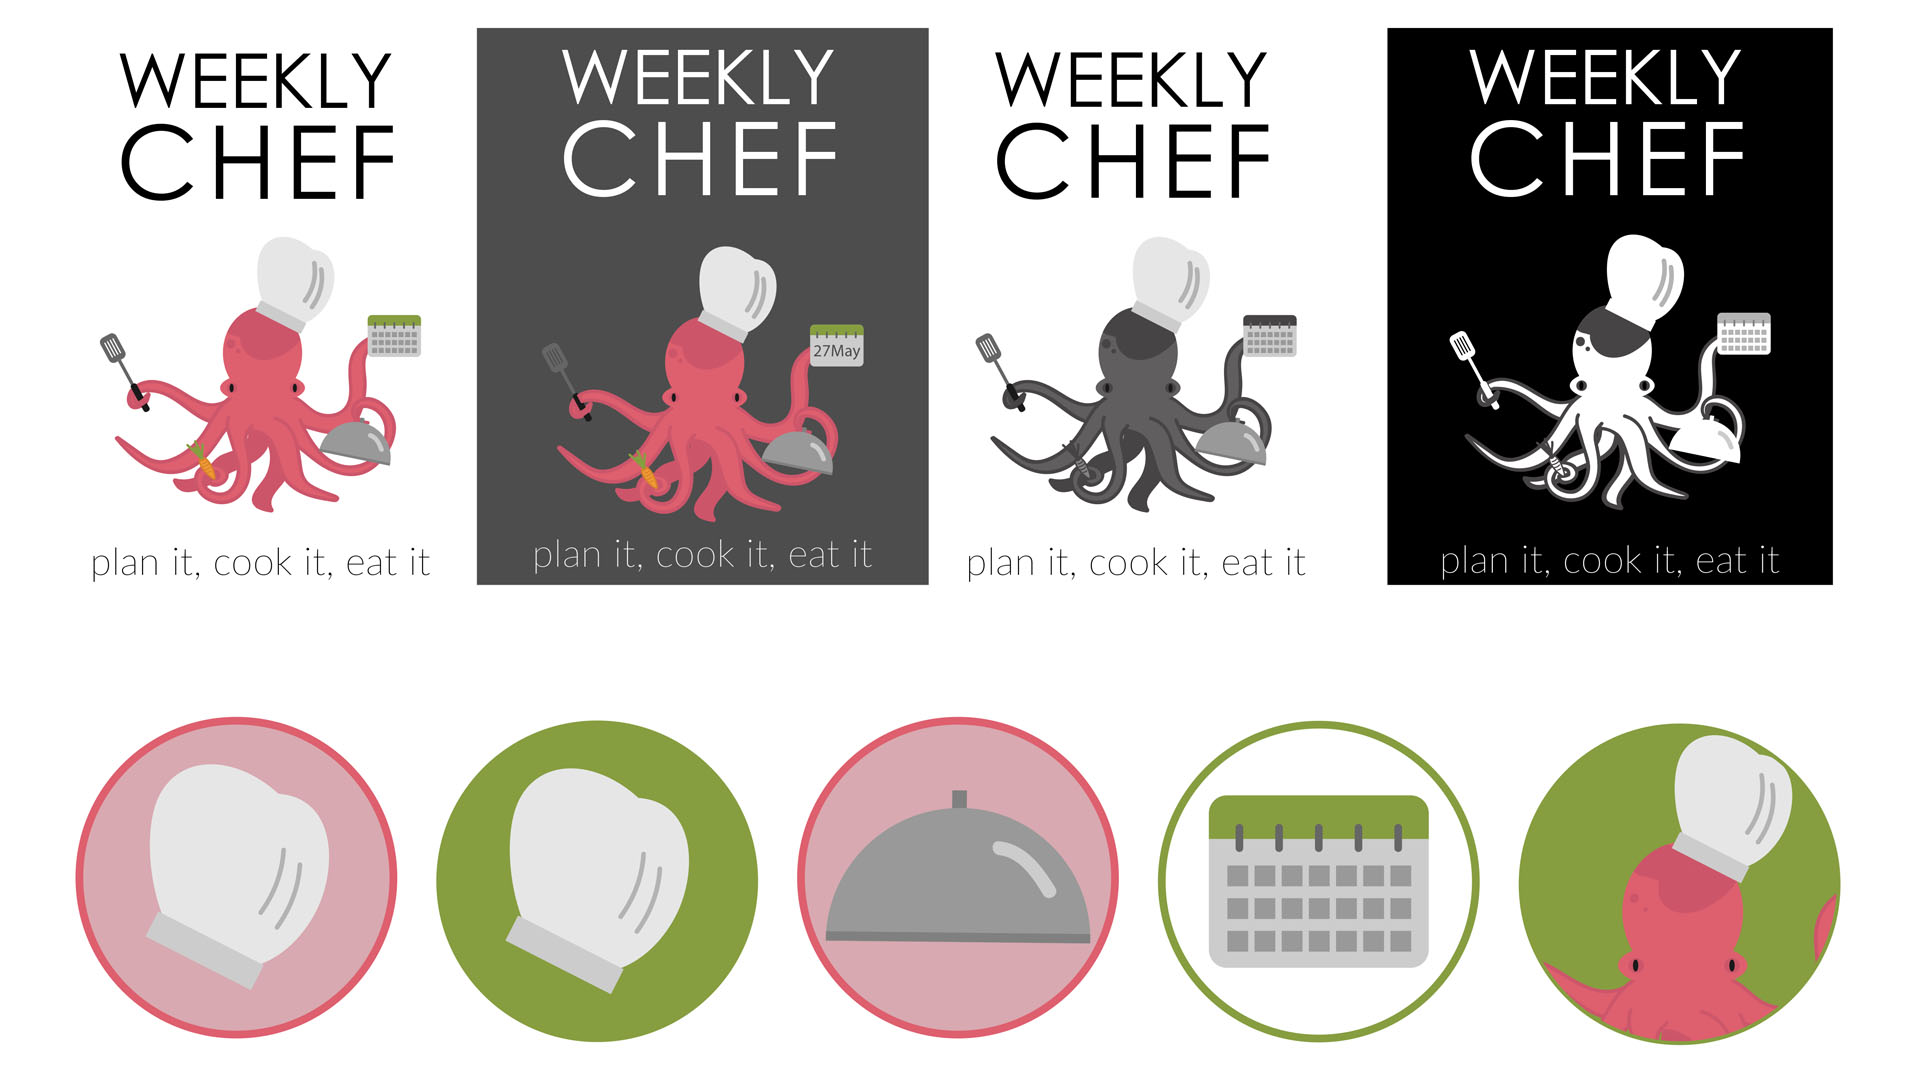 WEEKLY
CHEF
plan it, cook it, eat it
WEEKLY
CHEF
27May
plan it, cook it, eat it
WEEKLY
CHEF
plan it, cook it, eat it
WEEKLY
CHEF
plan it, cook it, eat it